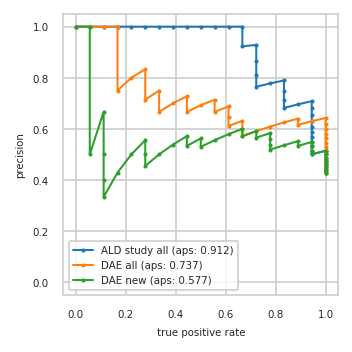 1.0
0.8
0.6
0.4
0.2
0.0
precision
ALD study all (aps: 0.912)
DAE all (aps: 0.737)
DAE new (aps: 0.577)
0.0 0.2 0.4 0.6 0.8 1.0
true positive rate